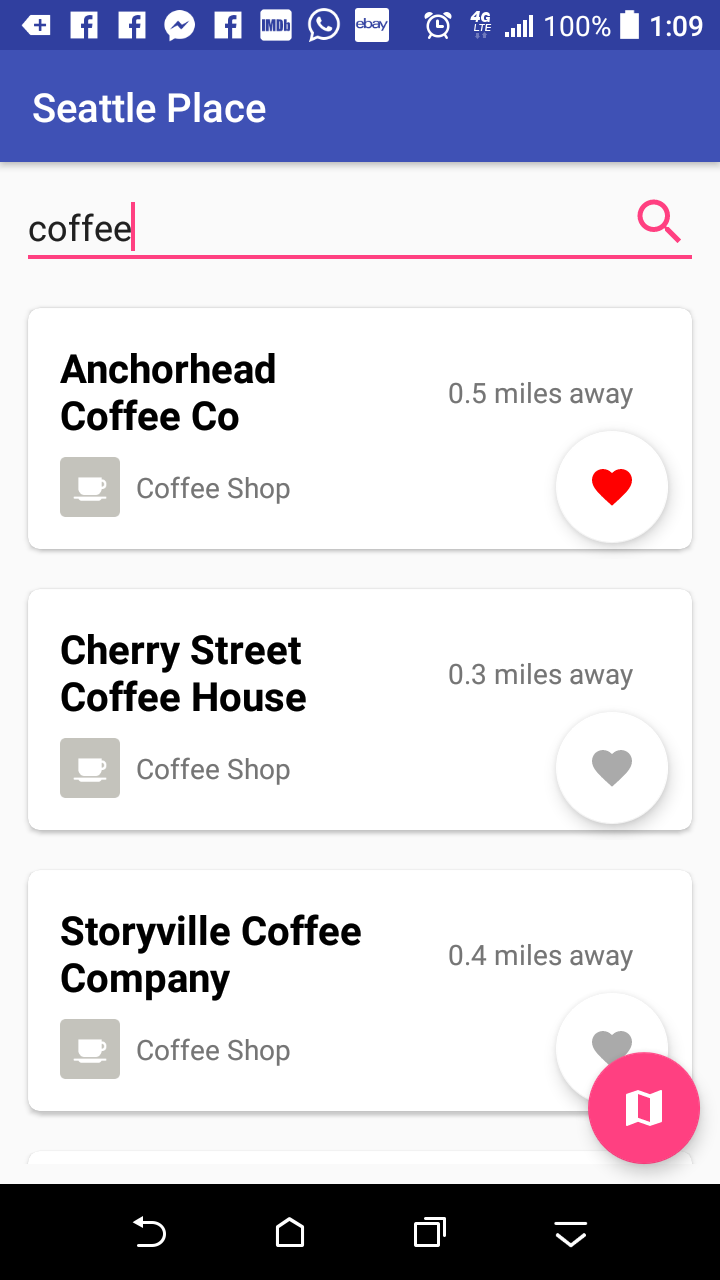 IMDb ebay 4G LTE 100% 1:09
Seattle Place
coffee
Anchorhead
Coffee Co
0.5 miles away
Coffee Shop
Cherry Street
Coffee House
0.3 miles away
Coffee Shop
Storyville Coffee
Company
0.4 miles away
Coffee Shop